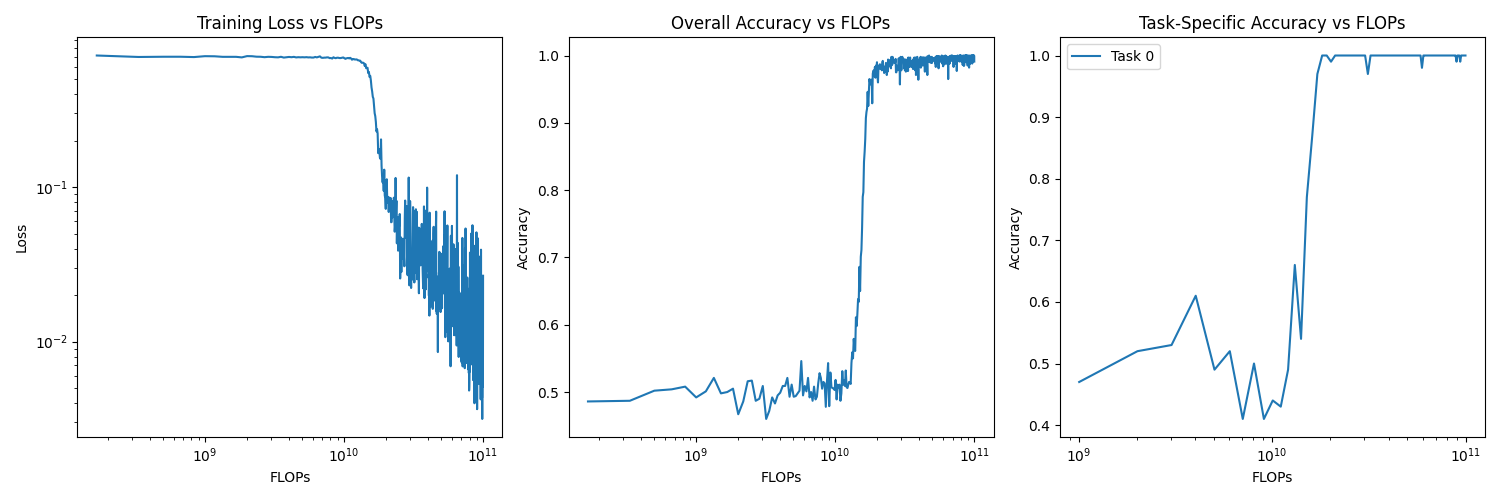 Training Loss vs FLOPs
Loss
10⁻¹
10⁻²
10⁹
10¹⁰
10¹¹
FLOPs
Overall Accuracy vs FLOPs
Accuracy
1.0
0.9
0.8
0.7
0.6
0.5
10⁹
10¹⁰
10¹¹
FLOPs
Task-Specific Accuracy vs FLOPs
Task 0
Accuracy
1.0
0.9
0.8
0.7
0.6
0.5
0.4
10⁹
10¹⁰
10¹¹
FLOPs